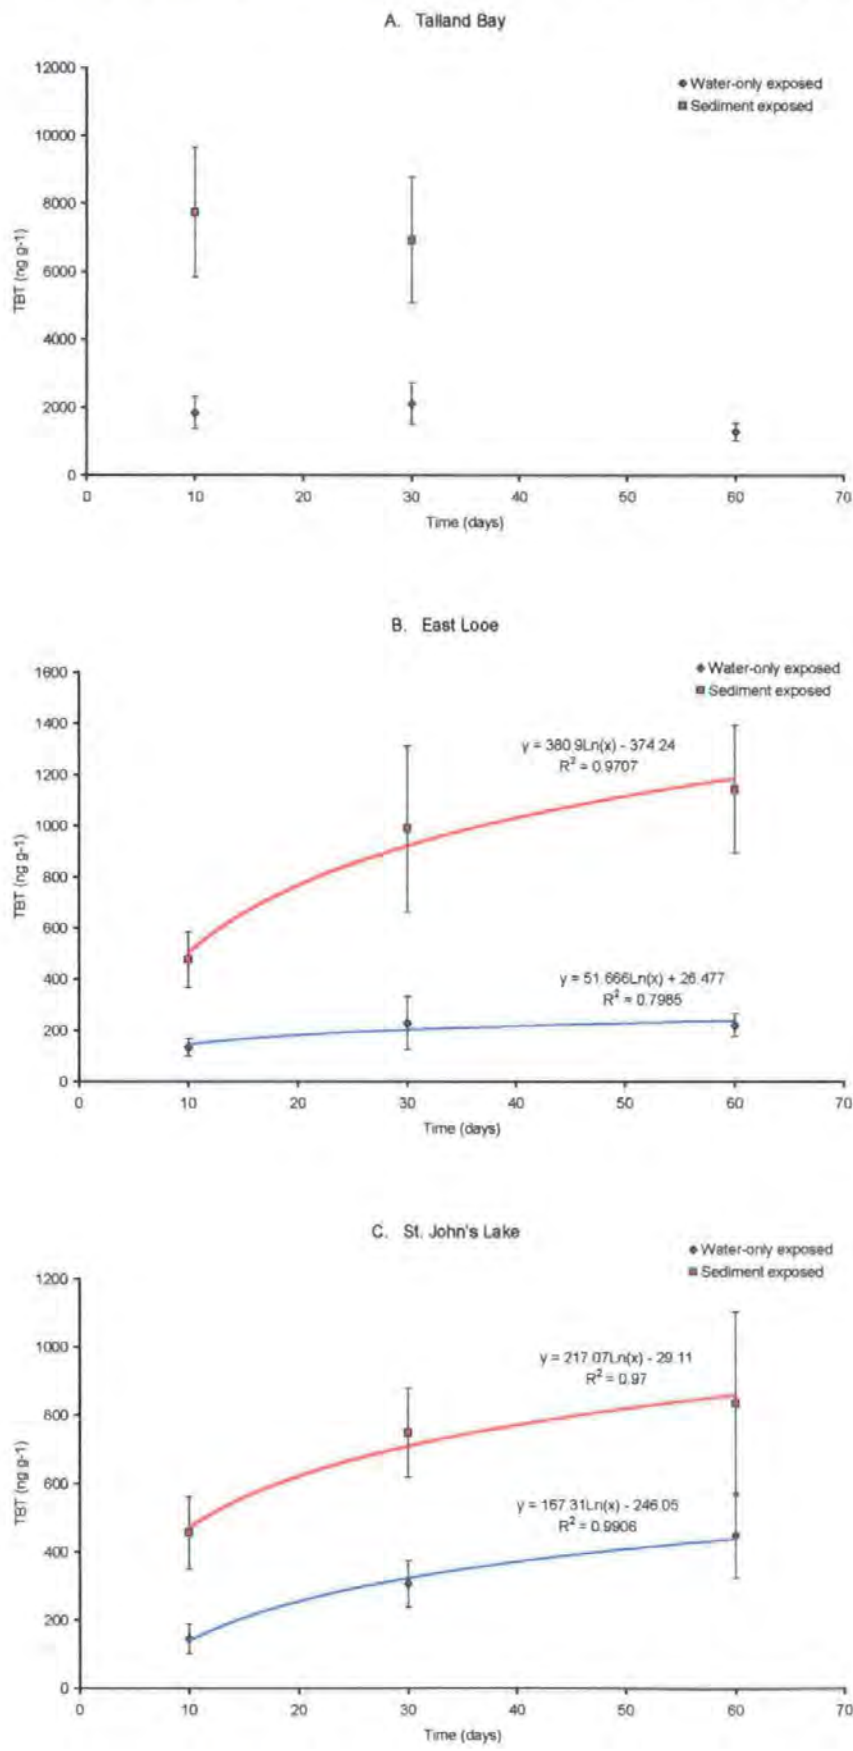 A. Talland Bay
12000
10000
8000
6000
4000
2000
0
TBT (ng g-1)
Water-only exposed
Sediment exposed
0 10 20 30 40 50 60 70
Time (days)
B. East Looe
1600
1400
1200
1000
800
600
400
200
0
TBT (ng g-1)
Water-only exposed
Sediment exposed
y = 380.9Ln(x) - 374.24
R² = 0.9707
y = 51.666Ln(x) + 26.477
R² = 0.7985
0 10 20 30 40 50 60 70
Time (days)
C. St. John's Lake
1200
1000
800
600
400
200
0
TBT (ng g-1)
Water-only exposed
Sediment exposed
y = 217.07Ln(x) - 29.11
R² = 0.97
y = 167.31Ln(x) - 246.05
R² = 0.9906
0 10 20 30 40 50 60 70
Time (days)